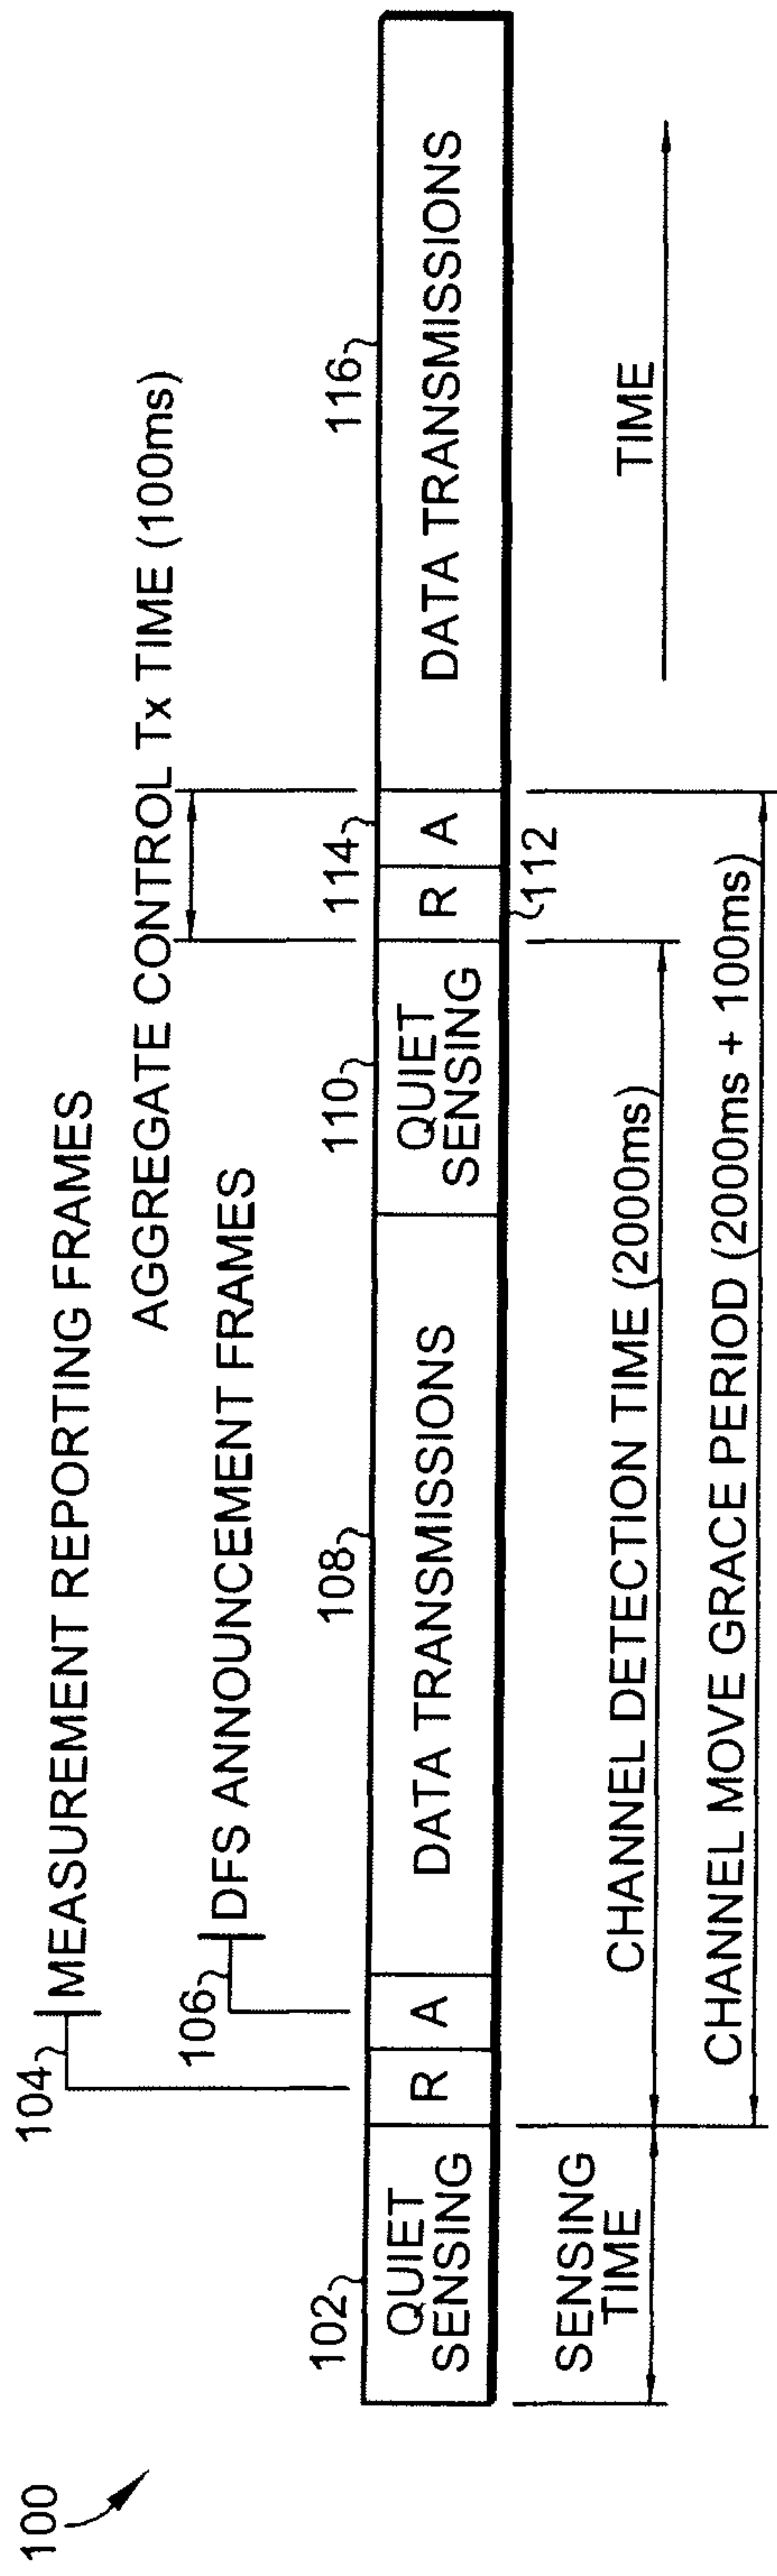 100
104
MEASUREMENT REPORTING FRAMES
AGGREGATE CONTROL Tx TIME (100ms)
106
DFS ANNOUNCEMENT FRAMES
102
108
110
114
116
QUIET
SENSING
R
A
DATA TRANSMISSIONS
QUIET
SENSING
R
A
DATA TRANSMISSIONS
112
SENSING
TIME
CHANNEL DETECTION TIME (2000ms)
TIME
CHANNEL MOVE GRACE PERIOD (2000ms + 100ms)